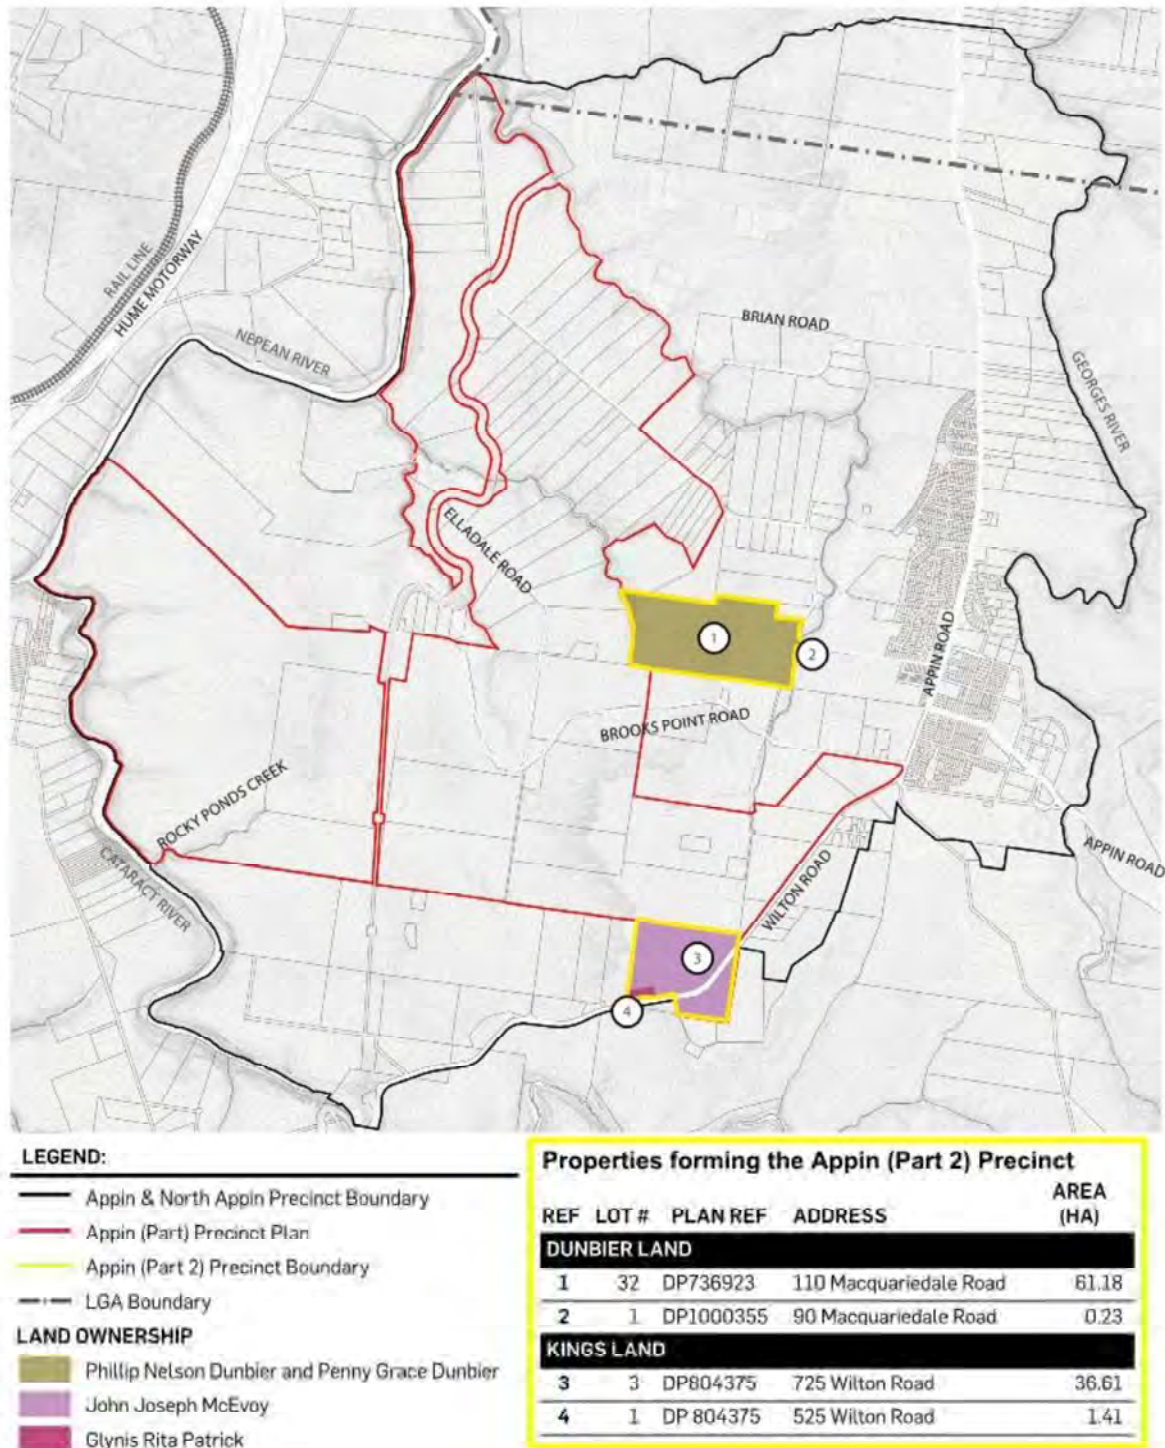 RAIL LINE
HUME MOTORWAY
NEPEAN RIVER
BRIAN ROAD
GEORGES RIVER
ELLADALE ROAD
1
2
APPIN ROAD
BROOKS POINT ROAD
ROCKY PONDS CREEK
CATARACT RIVER
WILTON ROAD
APPIN ROAD
3
4
LEGEND:
Appin & North Appin Precinct Boundary
Appin (Part) Precinct Plan
Appin (Part 2) Precinct Boundary
LGA Boundary
LAND OWNERSHIP
Phillip Nelson Dunbier and Penny Grace Dunbier
John Joseph McEvoy
Glynis Rita Patrick
Properties forming the Appin (Part 2) Precinct
REF LOT # PLAN REF ADDRESS AREA (HA)
DUNBIER LAND
1 32 DP736923 110 Macquariedale Road 61.18
2 1 DP1000355 90 Macquariedale Road 0.23
KINGS LAND
3 3 DP804375 725 Wilton Road 36.61
4 1 DP 804375 525 Wilton Road 1.41